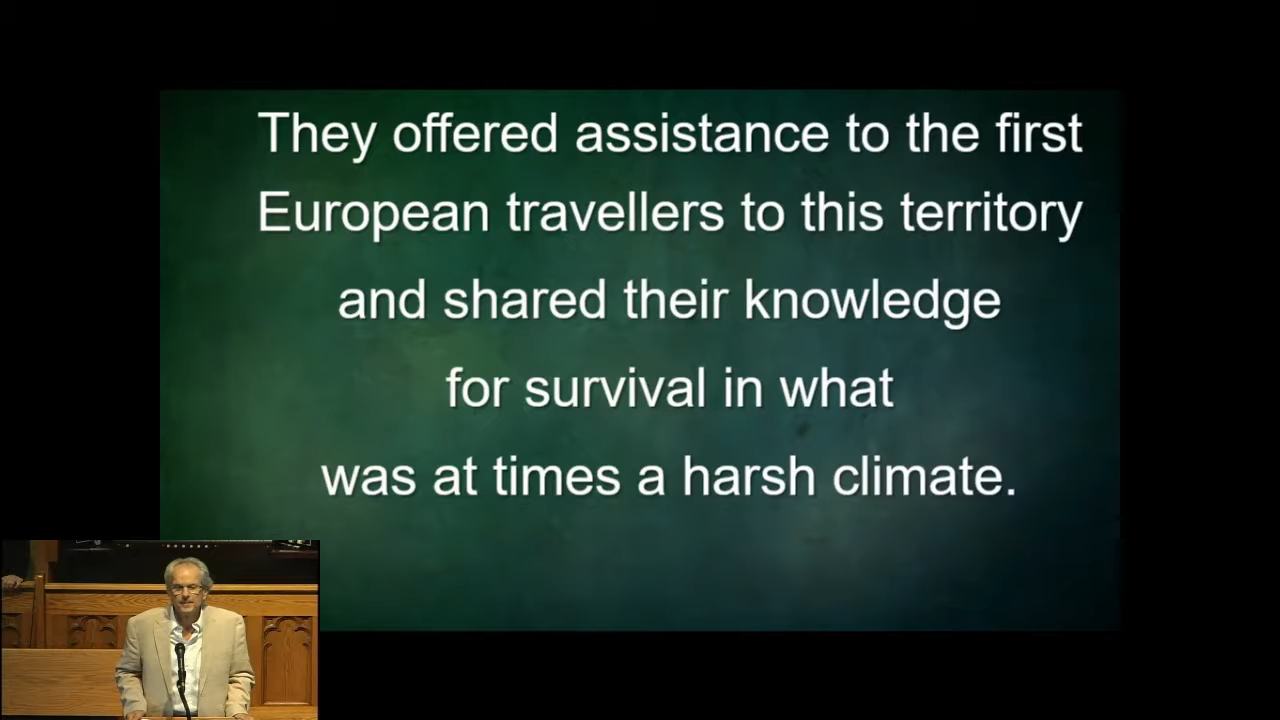 They offered assistance to the first
European travellers to this territory
and shared their knowledge
for survival in what
was at times a harsh climate.